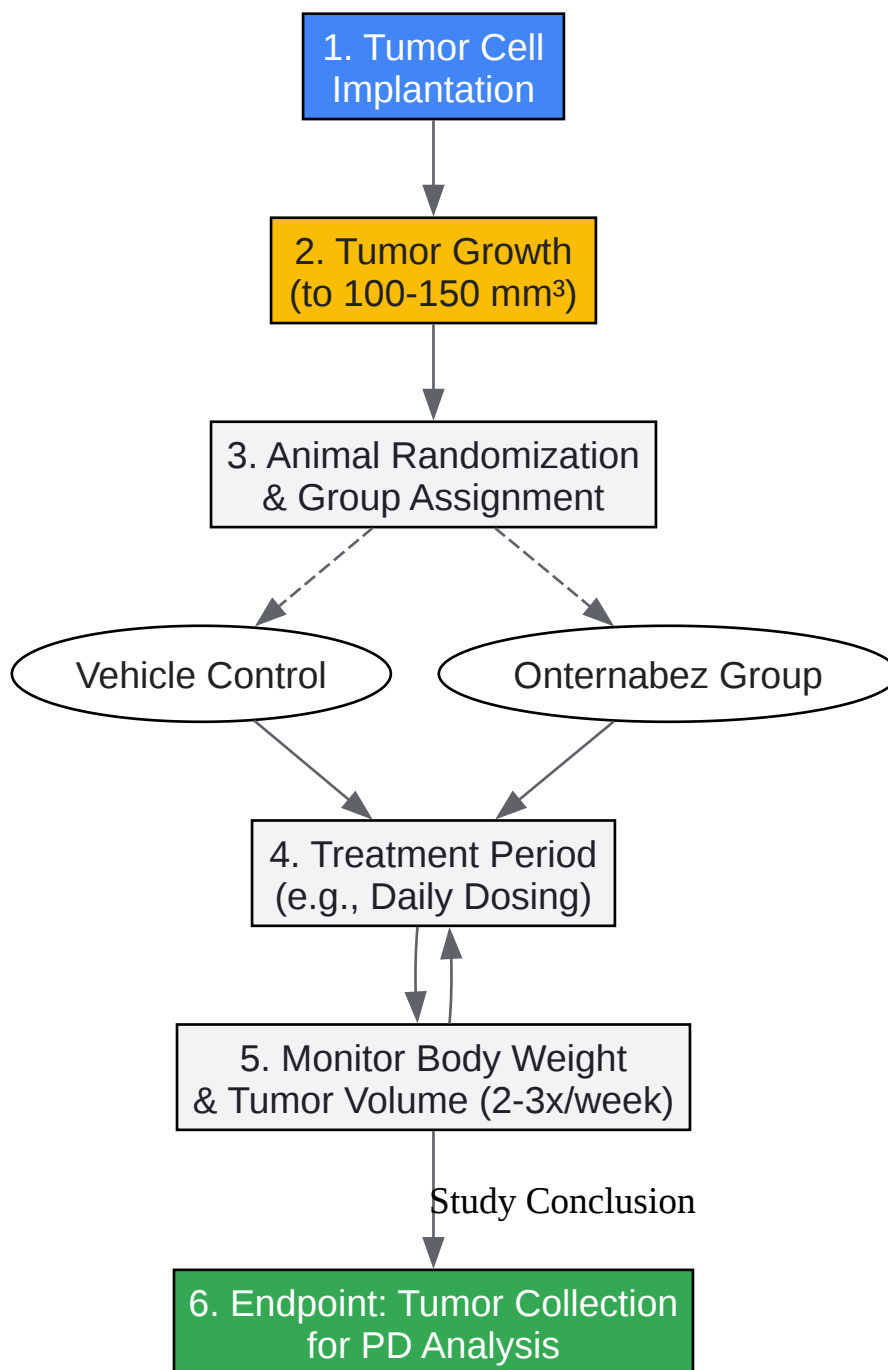 1. Tumor Cell
Implantation
2. Tumor Growth
(to 100-150 mm³)
3. Animal Randomization
& Group Assignment
Vehicle Control
Onternabez Group
4. Treatment Period
(e.g., Daily Dosing)
5. Monitor Body Weight
& Tumor Volume (2-3x/week)
Study Conclusion
6. Endpoint: Tumor Collection
for PD Analysis